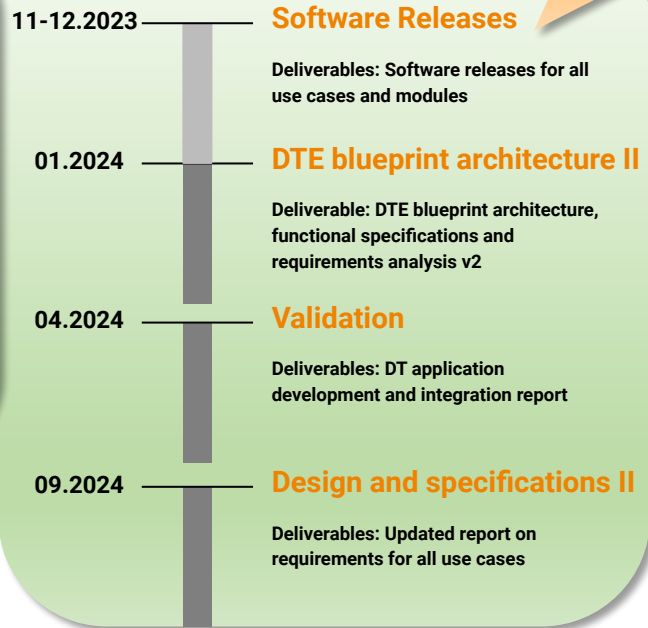 11-12.2023 Software Releases
Deliverables: Software releases for all
use cases and modules
01.2024 DTE blueprint architecture II
Deliverable: DTE blueprint architecture,
functional specifications and
requirements analysis v2
04.2024 Validation
Deliverables: DT application
development and integration report
09.2024 Design and specifications II
Deliverables: Updated report on
requirements for all use cases